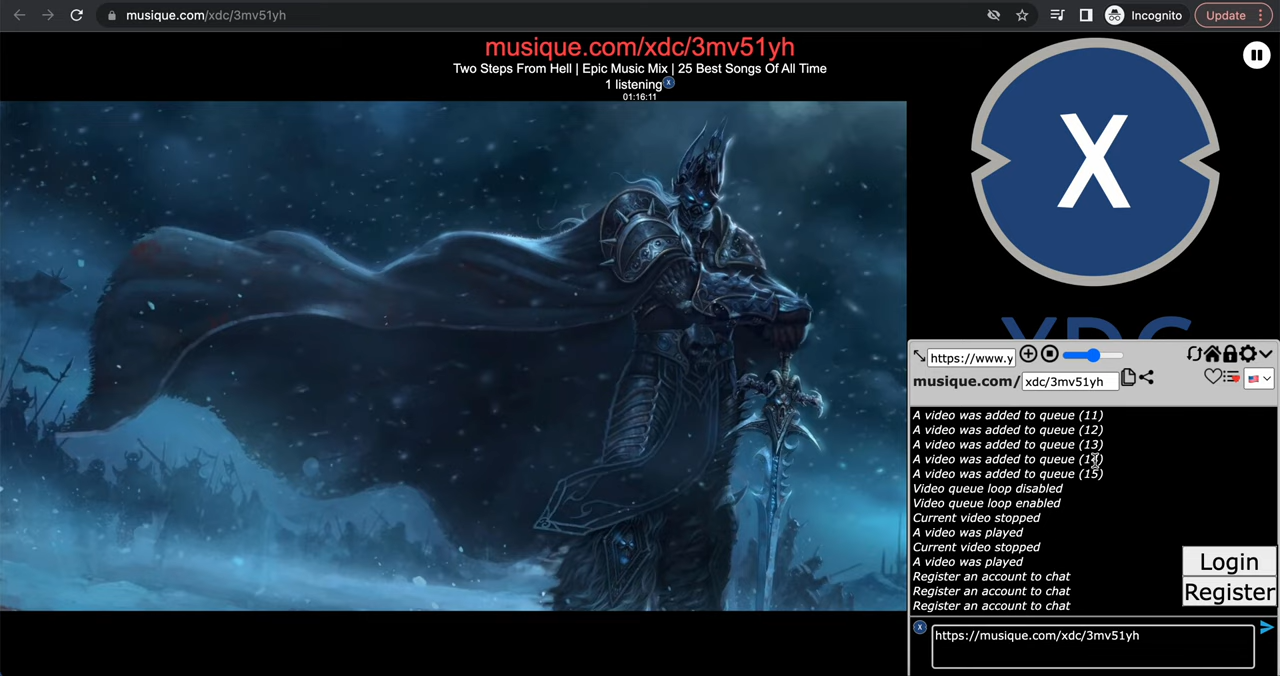 musique.com/xdc/3mv51yh
Incognito
Update
musique.com/xdc/3mv51yh
Two Steps From Hell | Epic Music Mix | 25 Best Songs Of All Time
1 listening
01:16:11
X
XDC
https://www.y
musique.com/ xdc/3mv51yh
A video was added to queue (11)
A video was added to queue (12)
A video was added to queue (13)
A video was added to queue (14)
A video was added to queue (15)
Video queue loop disabled
Video queue loop enabled
Current video stopped
A video was played
Current video stopped
A video was played
Register an account to chat
Register an account to chat
Register an account to chat
Login
Register
https://musique.com/xdc/3mv51yh